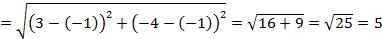 = √((3 − (−1))² + (−4 − (−1))²) = √(16 + 9) = √25 = 5